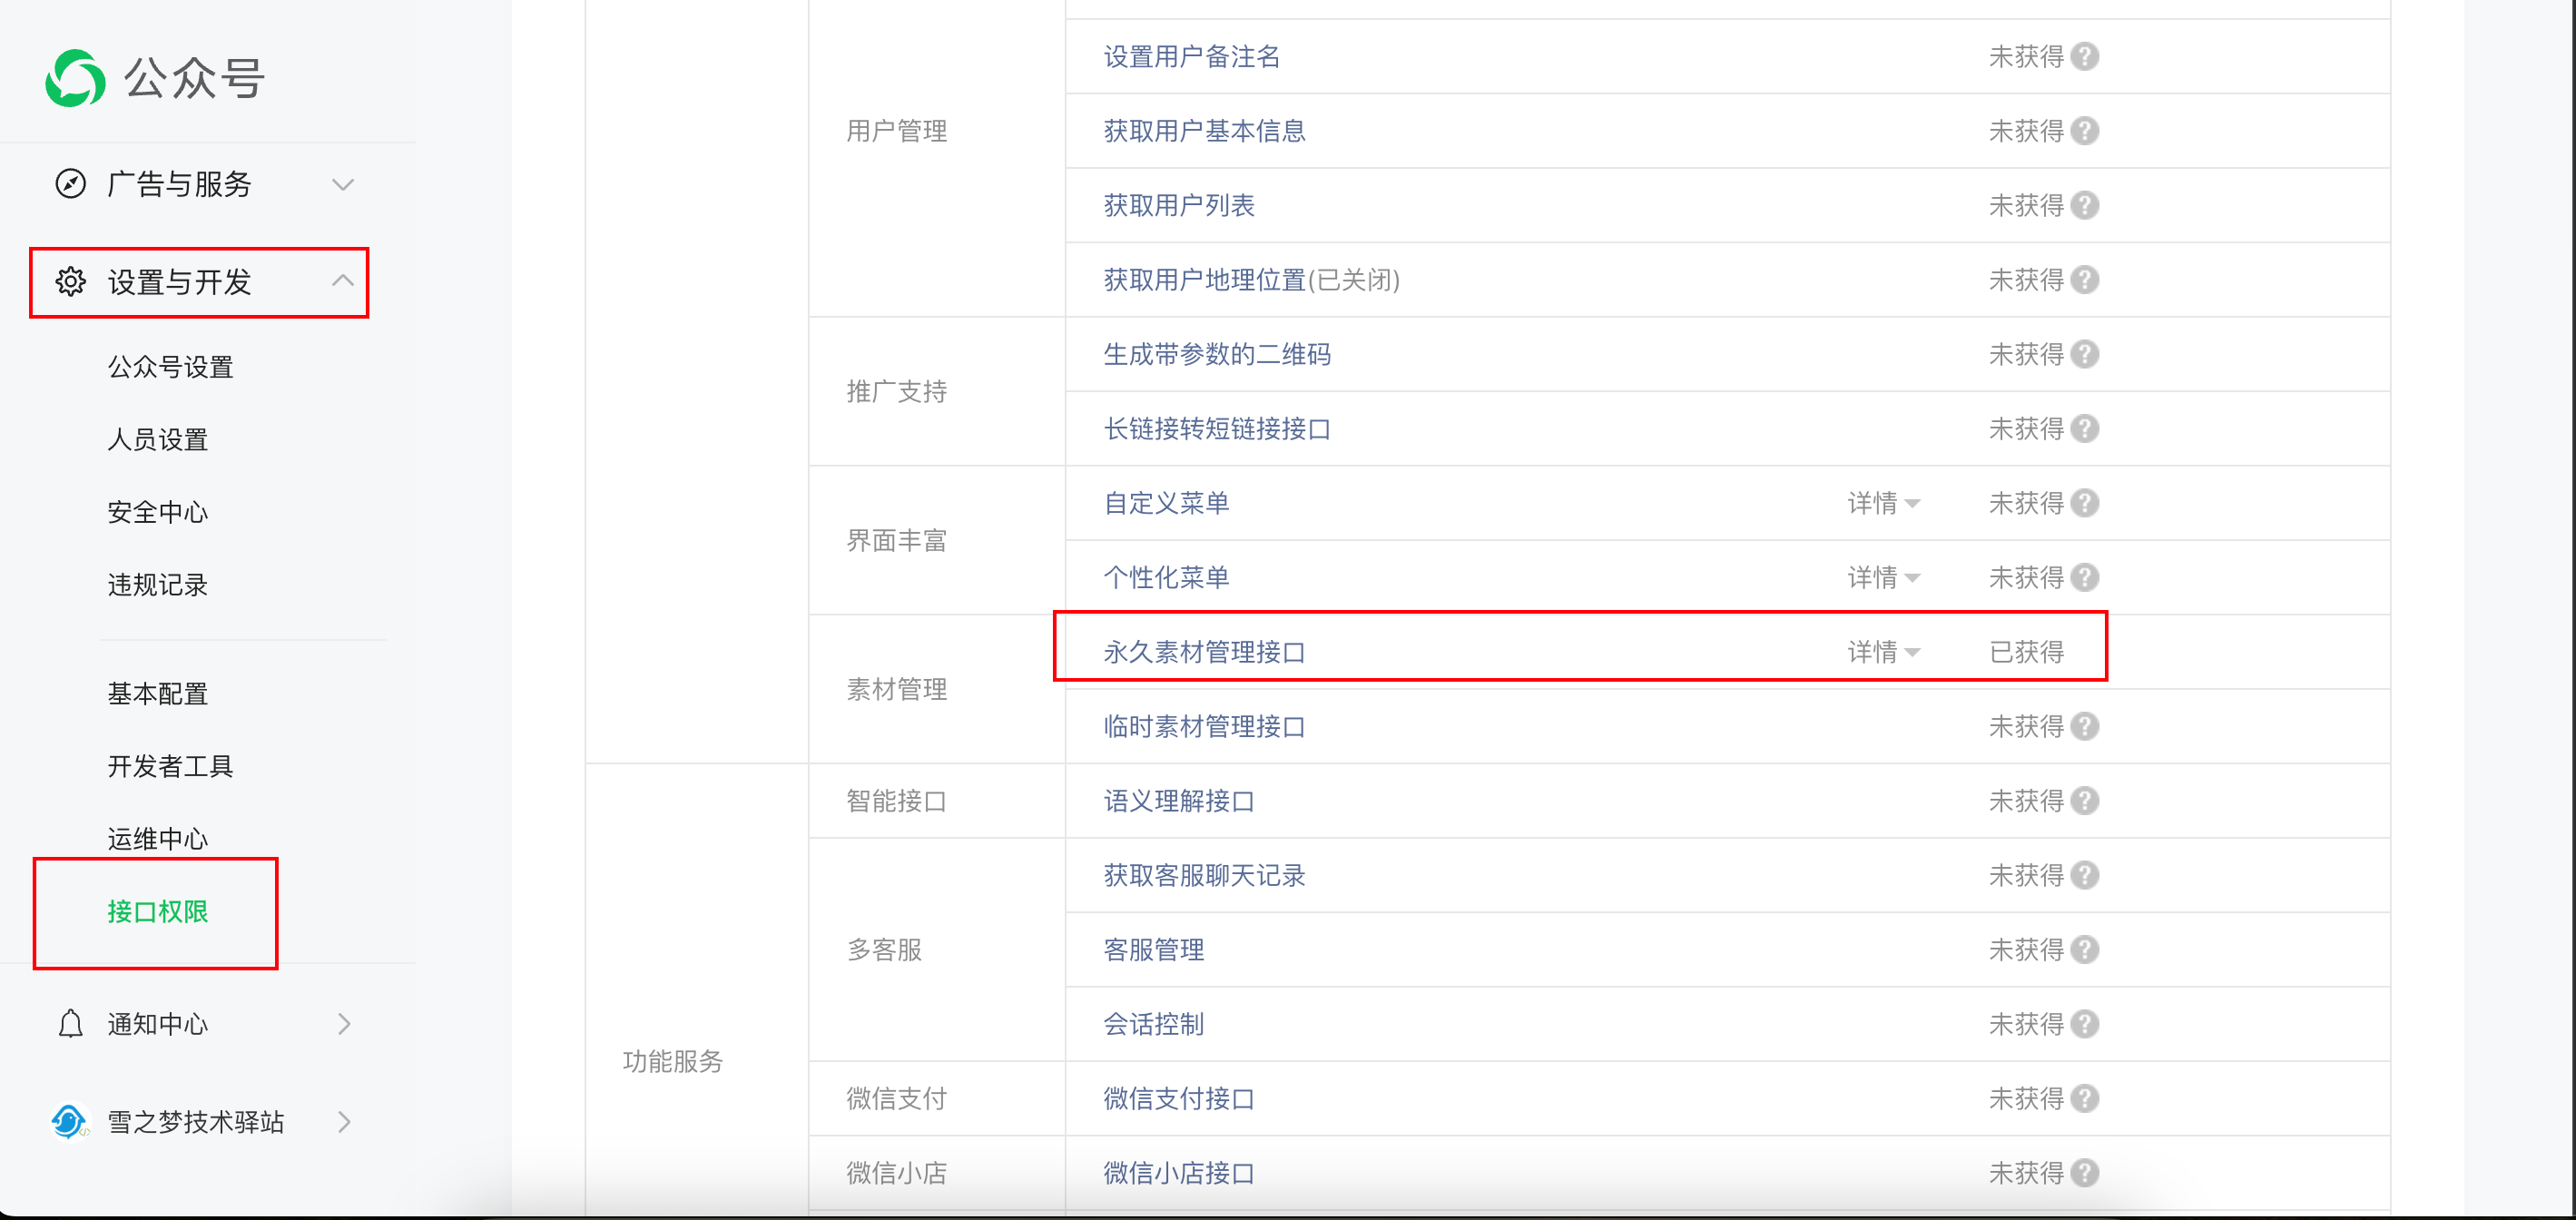 公众号
广告与服务
设置与开发
公众号设置
人员设置
安全中心
违规记录
基本配置
开发者工具
运维中心
接口权限
通知中心
雪之梦技术驿站
用户管理
设置用户备注名 未获得 ?
获取用户基本信息 未获得 ?
获取用户列表 未获得 ?
获取用户地理位置(已关闭) 未获得 ?
推广支持
生成带参数的二维码 未获得 ?
长链接转短链接接口 未获得 ?
界面丰富
自定义菜单 详情 未获得 ?
个性化菜单 详情 未获得 ?
素材管理
永久素材管理接口 详情 已获得
临时素材管理接口 未获得 ?
功能服务
智能接口
语义理解接口 未获得 ?
多客服
获取客服聊天记录 未获得 ?
客服管理 未获得 ?
会话控制 未获得 ?
微信支付
微信支付接口 未获得 ?
微信小店
微信小店接口 未获得 ?